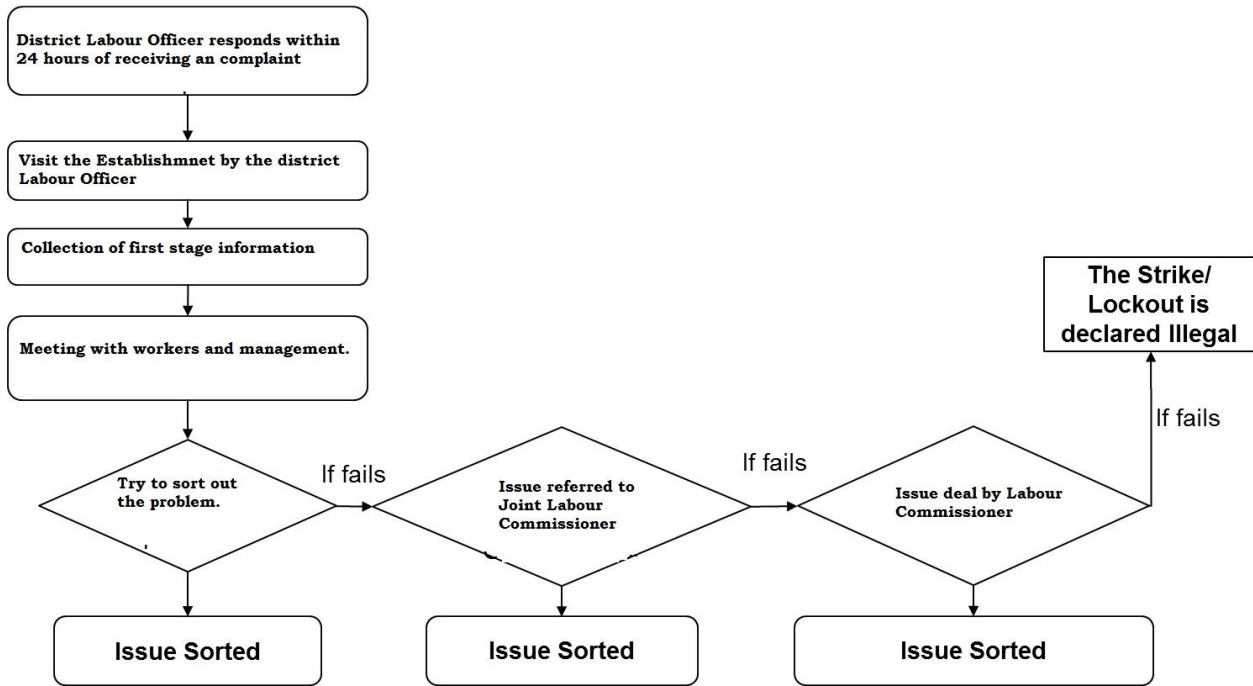 District Labour Officer responds within
24 hours of receiving an complaint
Visit the Establishmnet by the district
Labour Officer
Collection of first stage information
Meeting with workers and management.
Try to sort out
the problem.
If fails
Issue referred to
Joint Labour
Commissioner
If fails
Issue deal by Labour
Commissioner
If fails
The Strike/
Lockout is
declared Illegal
Issue Sorted
Issue Sorted
Issue Sorted